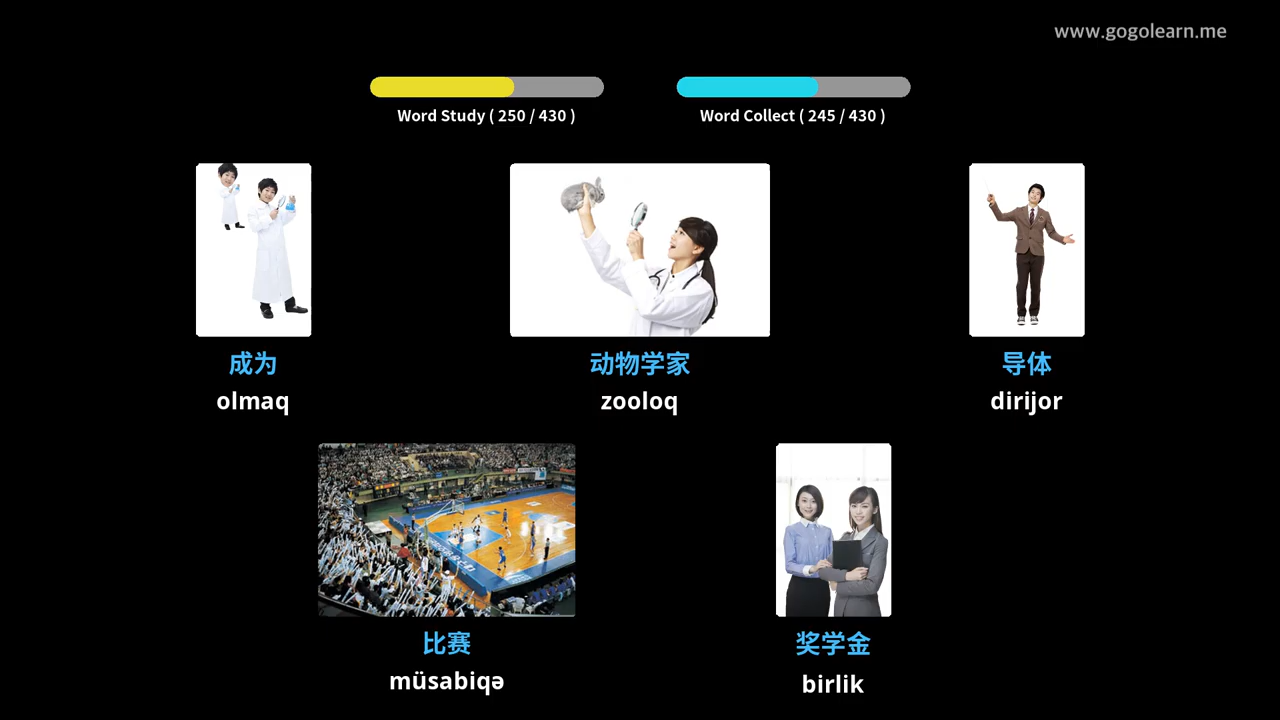 www.gogolearn.me
Word Study ( 250 / 430 )
Word Collect ( 245 / 430 )
成为
olmaq
动物学家
zooloq
导体
dirijor
比赛
müsabiqə
奖学金
birlik